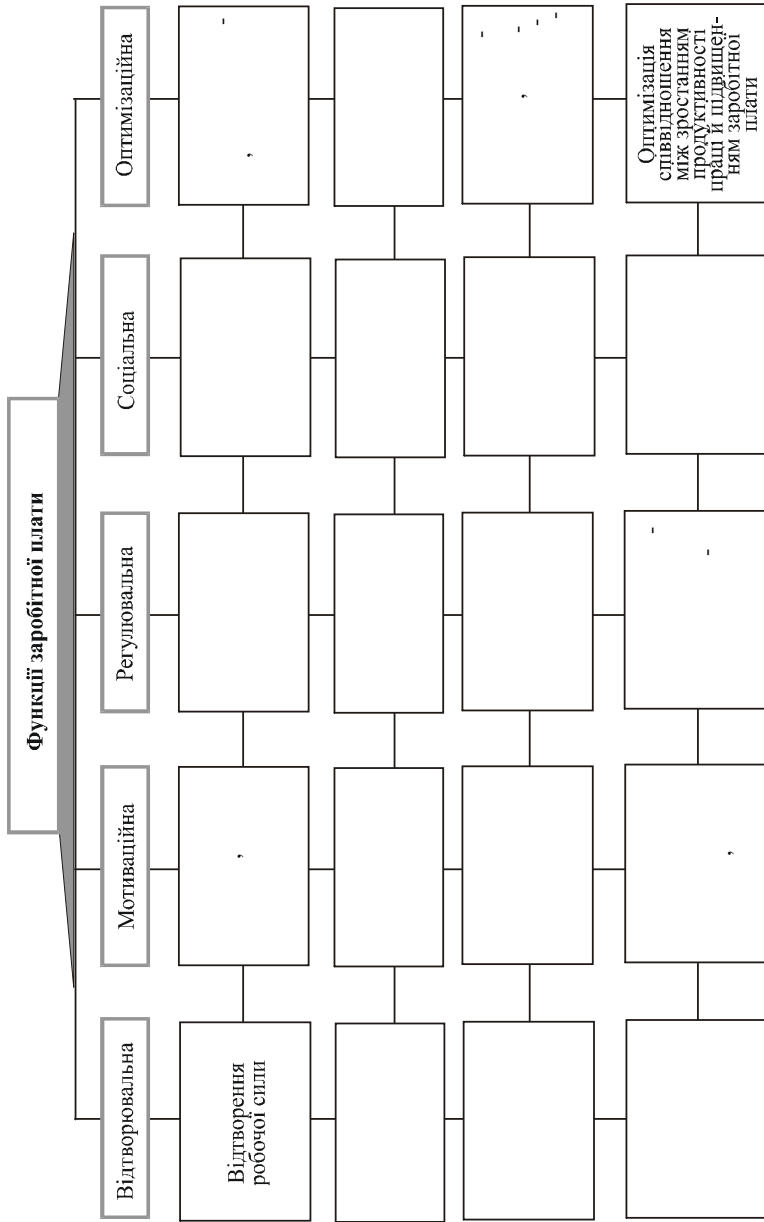 Функції заробітної плати
Відтворювальна
Мотиваційна
Регулювальна
Соціальна
Оптимізаційна
Відтворення
робочої сили
,
,
-
,
-
-
-
-
,
-
-
Оптимізація
співвідношення
між зростанням
продуктивності
праці й підвищен-
ням заробітної
плати